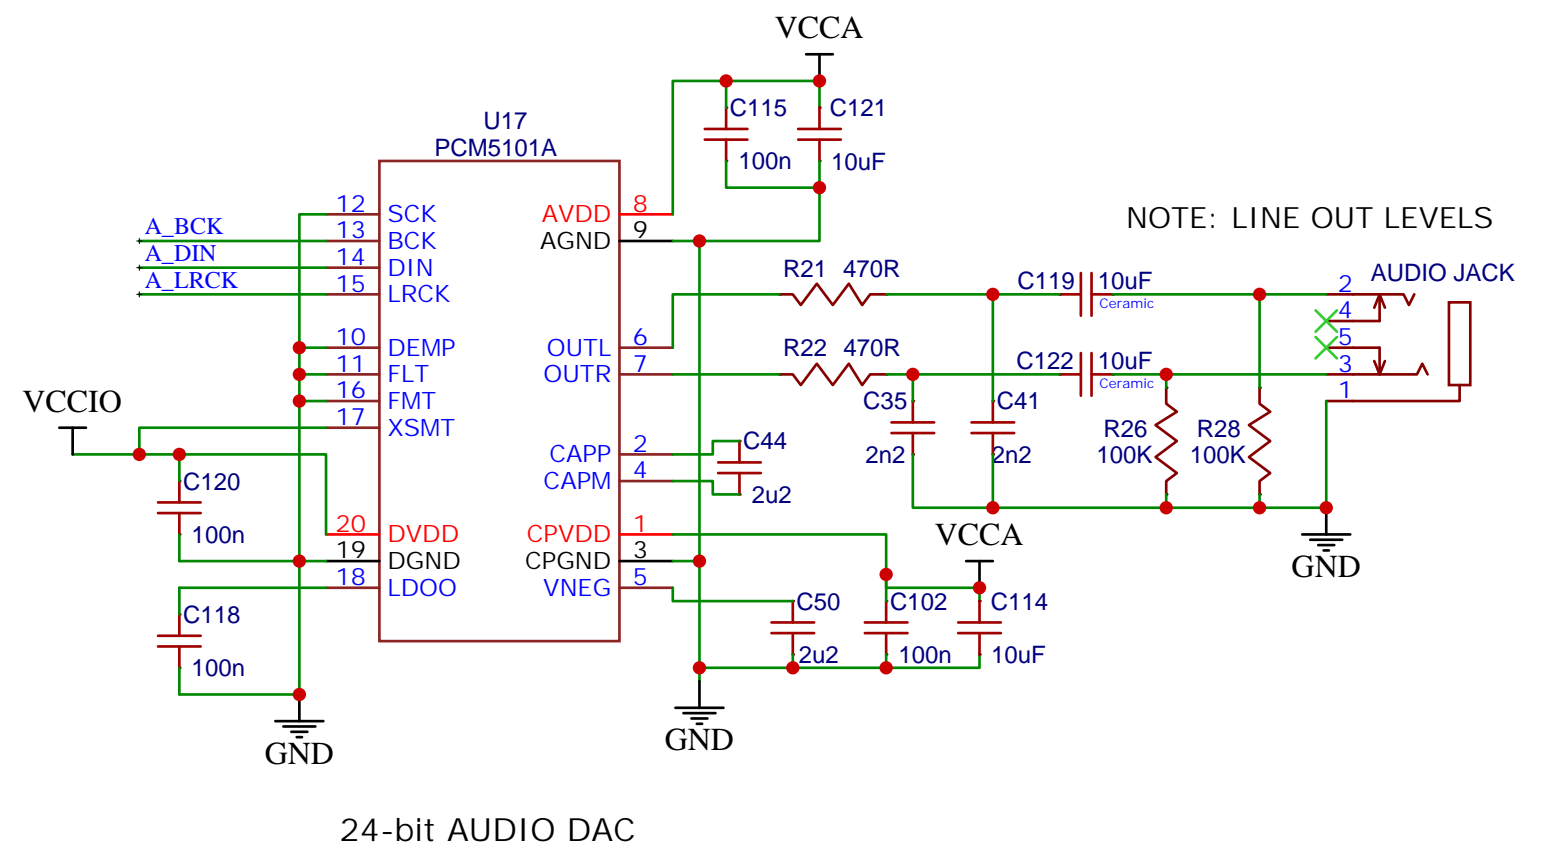 VCCA
C115
C121
100n
10uF
U17
PCM5101A
12 SCK
AVDD 8
A_BCK
13 BCK
AGND 9
A_DIN
14 DIN
A_LRCK
15 LRCK
NOTE: LINE OUT LEVELS
R21 470R
C119 10uF
Ceramic
2
AUDIO JACK
4
10 DEMP
OUTL 6
5
11 FLT
OUTR 7
R22 470R
C122 10uF
Ceramic
3
16 FMT
1
VCCIO
17 XSMT
C35
C41
2n2
2n2
R26
100K
R28
100K
CAPP 2
CAPM 4
C44
2u2
C120
100n
20 DVDD
CPVDD 1
VCCA
19 DGND
CPGND 3
GND
18 LDOO
VNEG 5
C118
100n
C50
2u2
C102
100n
C114
10uF
GND
GND
24-bit AUDIO DAC